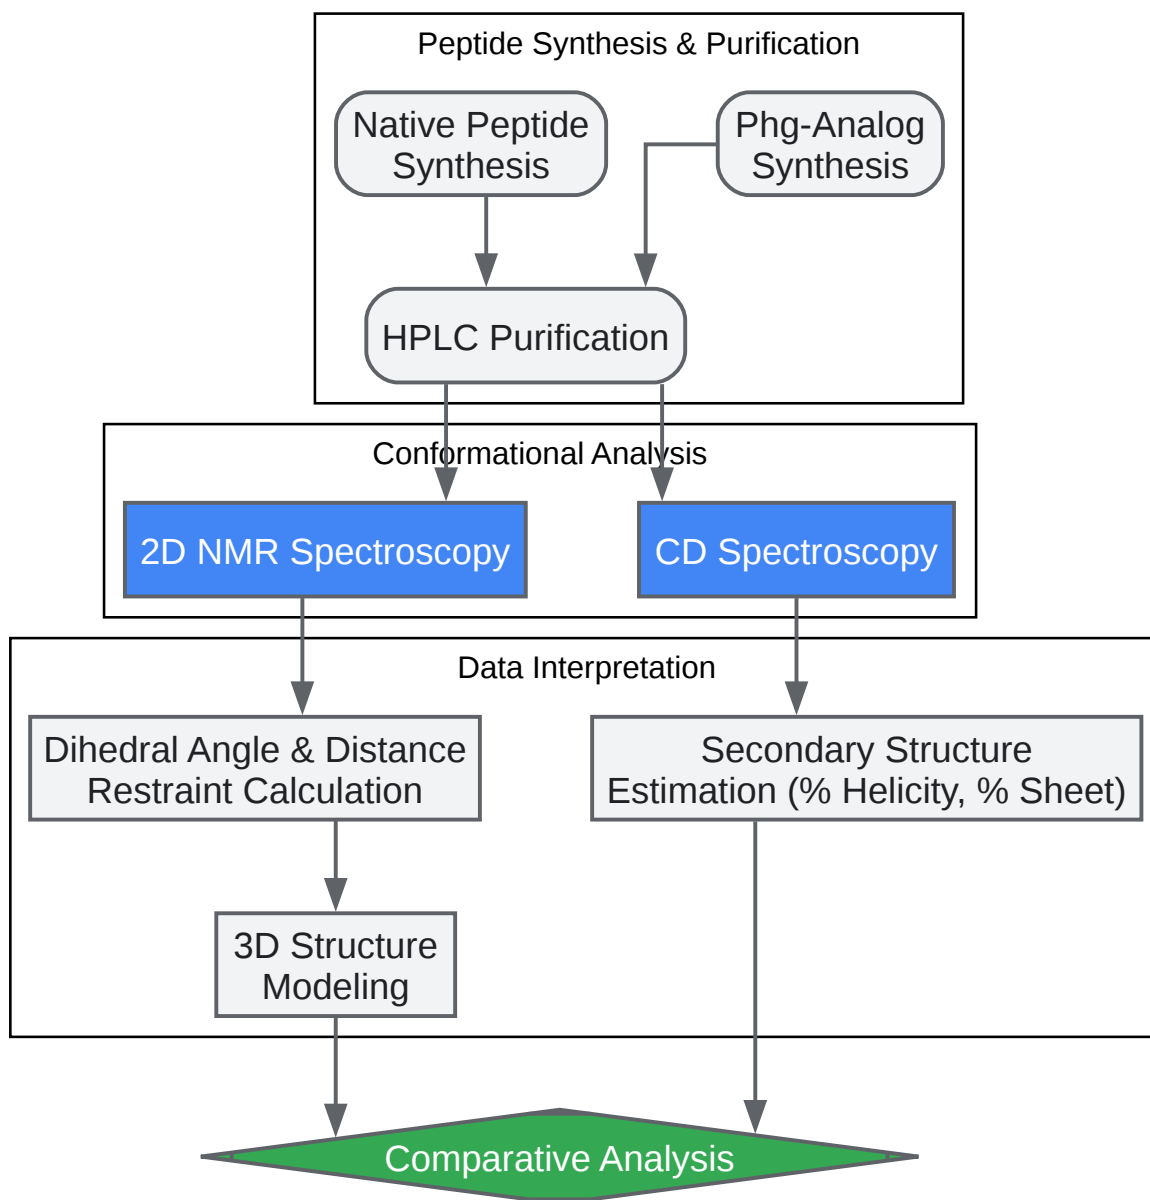 Peptide Synthesis & Purification
Native Peptide
Synthesis
Phg-Analog
Synthesis
HPLC Purification
Conformational Analysis
2D NMR Spectroscopy
CD Spectroscopy
Data Interpretation
Dihedral Angle & Distance
Restraint Calculation
Secondary Structure
Estimation (% Helicity, % Sheet)
3D Structure
Modeling
Comparative Analysis